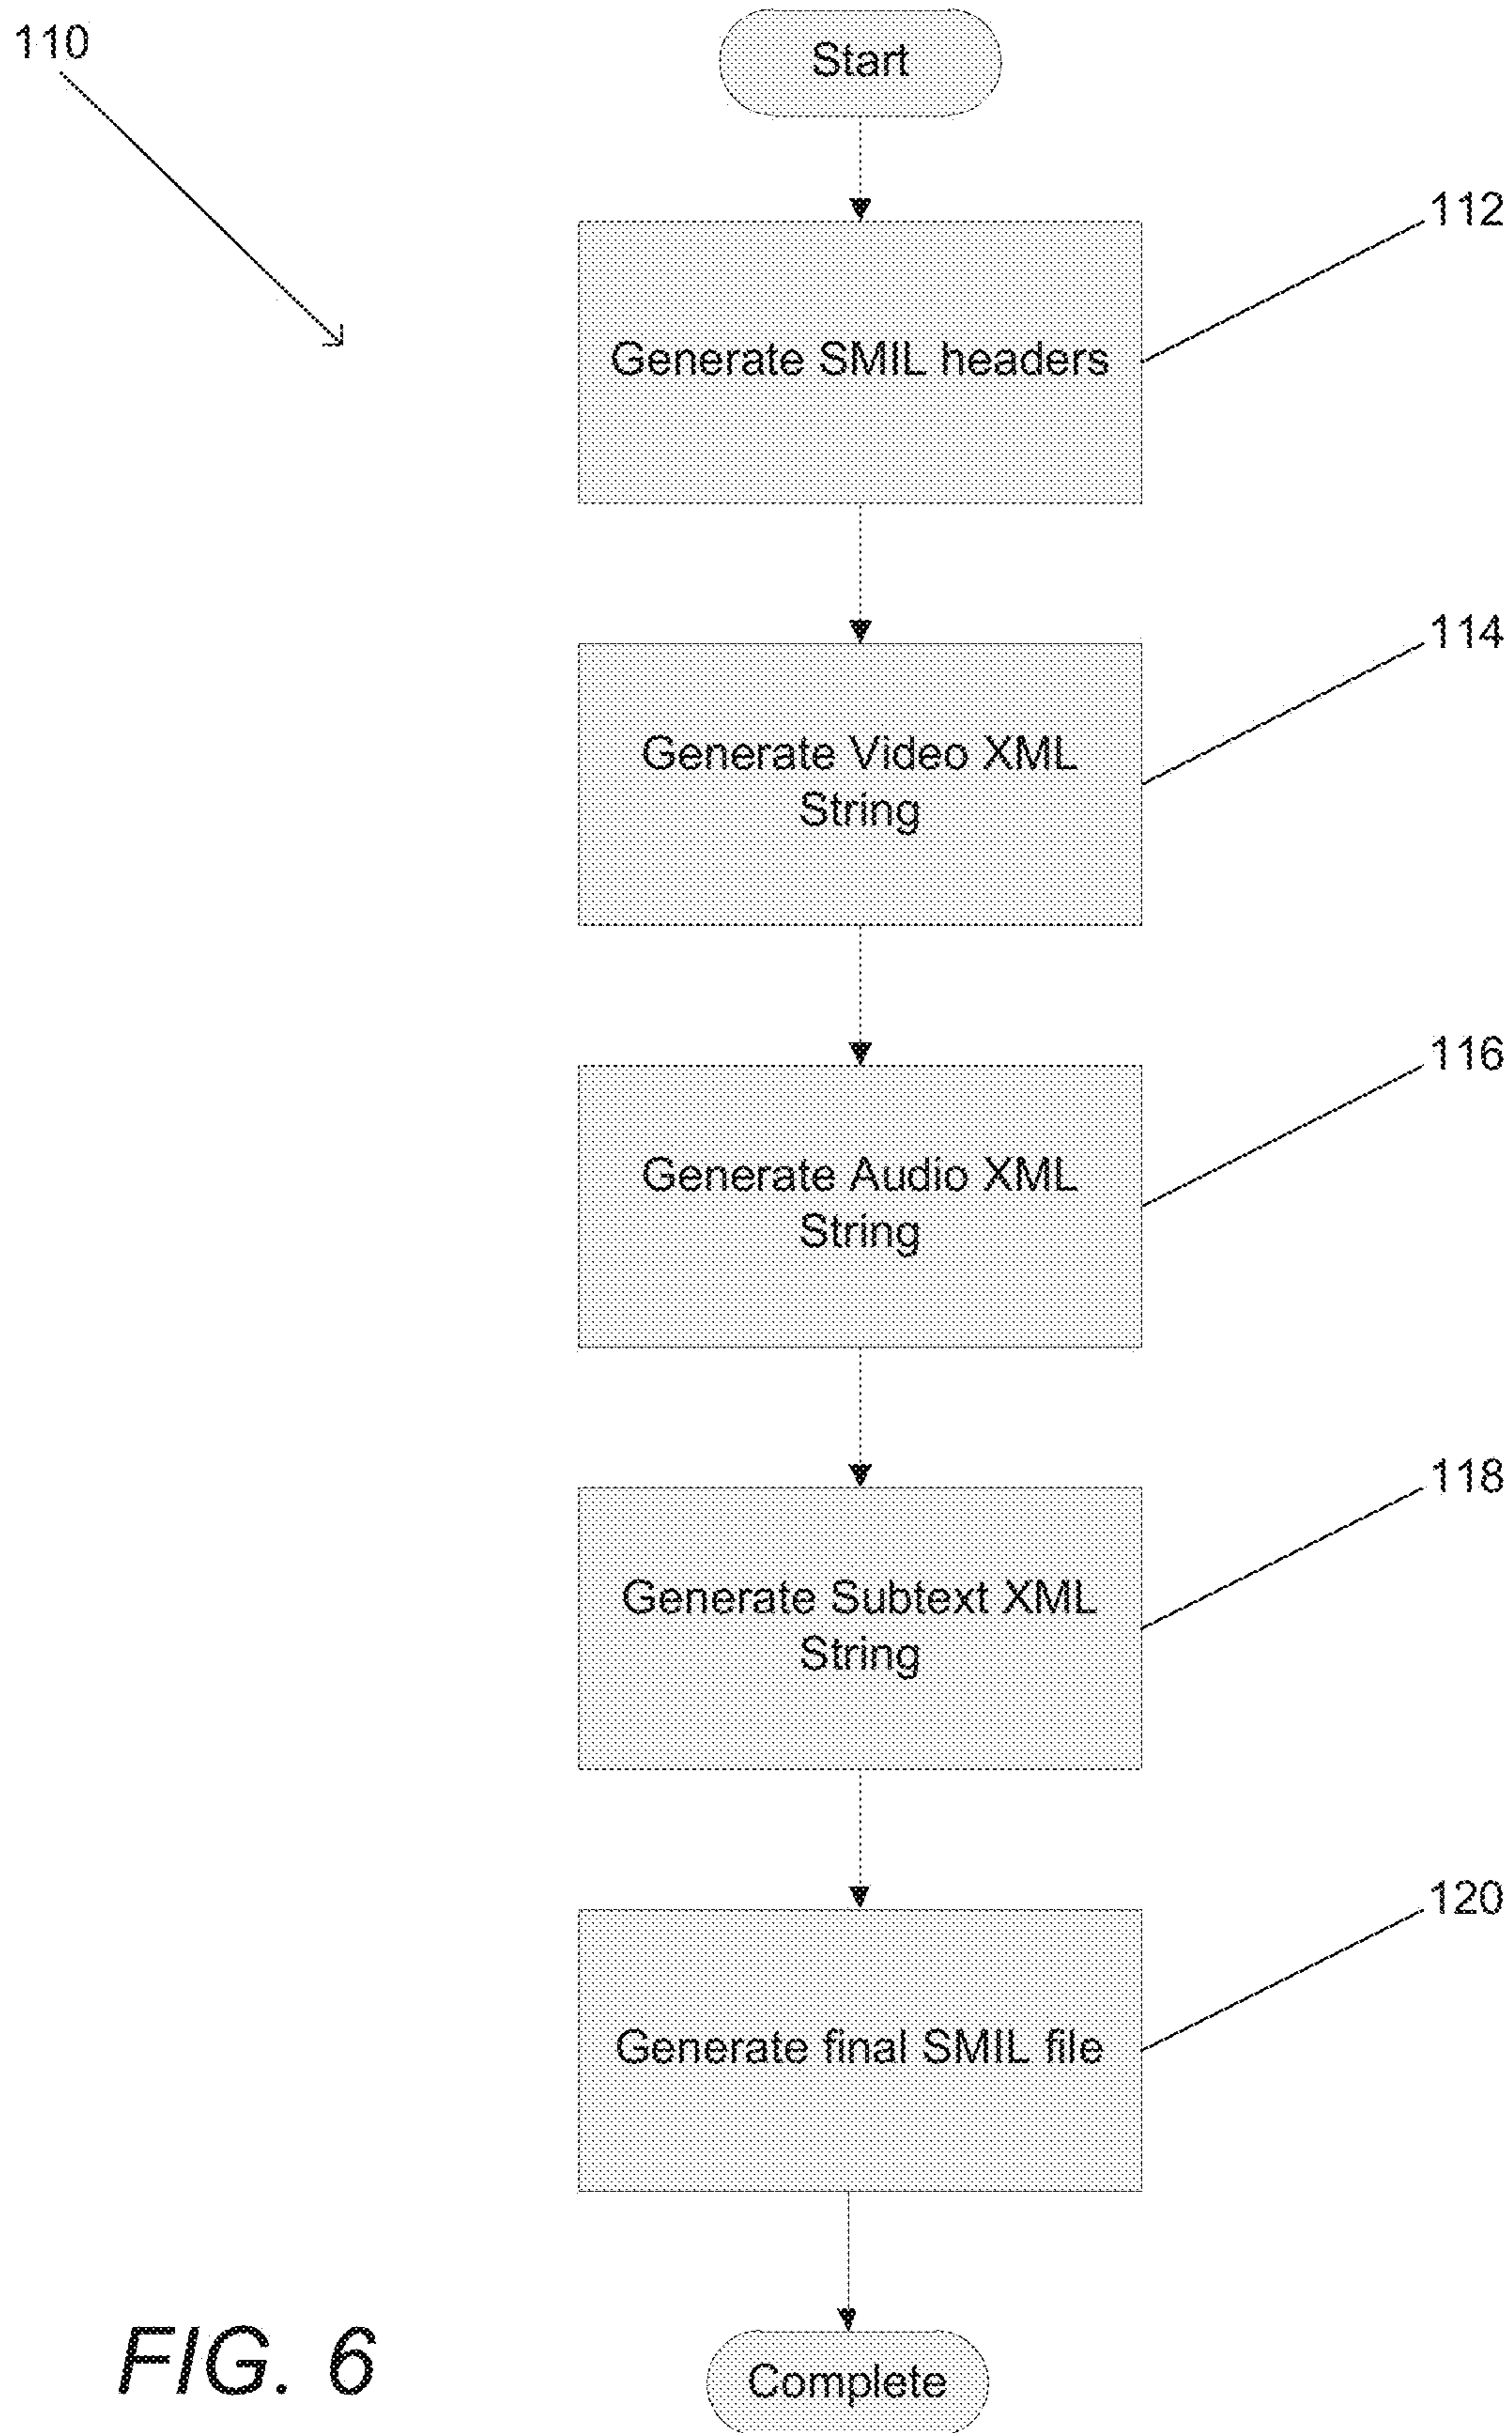 110
Start
112
Generate SMIL headers
114
Generate Video XML
String
116
Generate Audio XML
String
118
Generate Subtext XML
String
120
Generate final SMIL file
Complete
FIG. 6